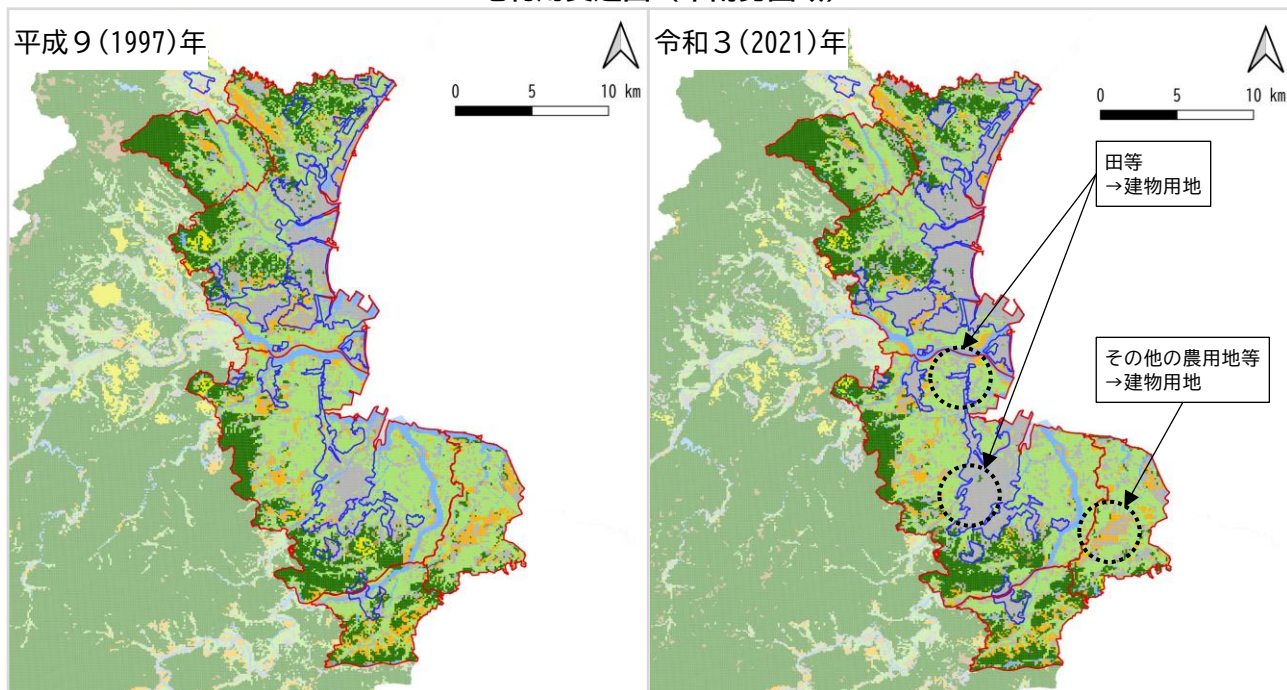 平成９(1997)年
0 5 10 km
令和３(2021)年
0 5 10 km
田等
→建物用地
その他の農用地等
→建物用地